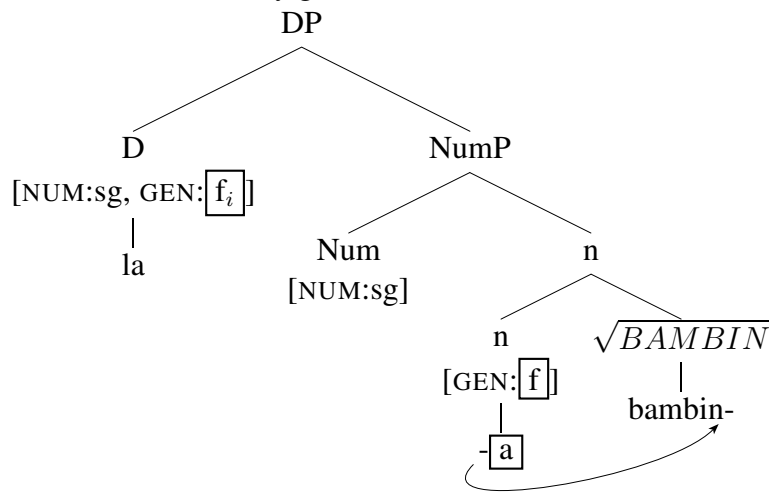 DP
D NumP
[NUM:sg, GEN: f_i ]
la
Num n
[NUM:sg]
n √BAMBIN
[GEN: f ]
bambin-
-a